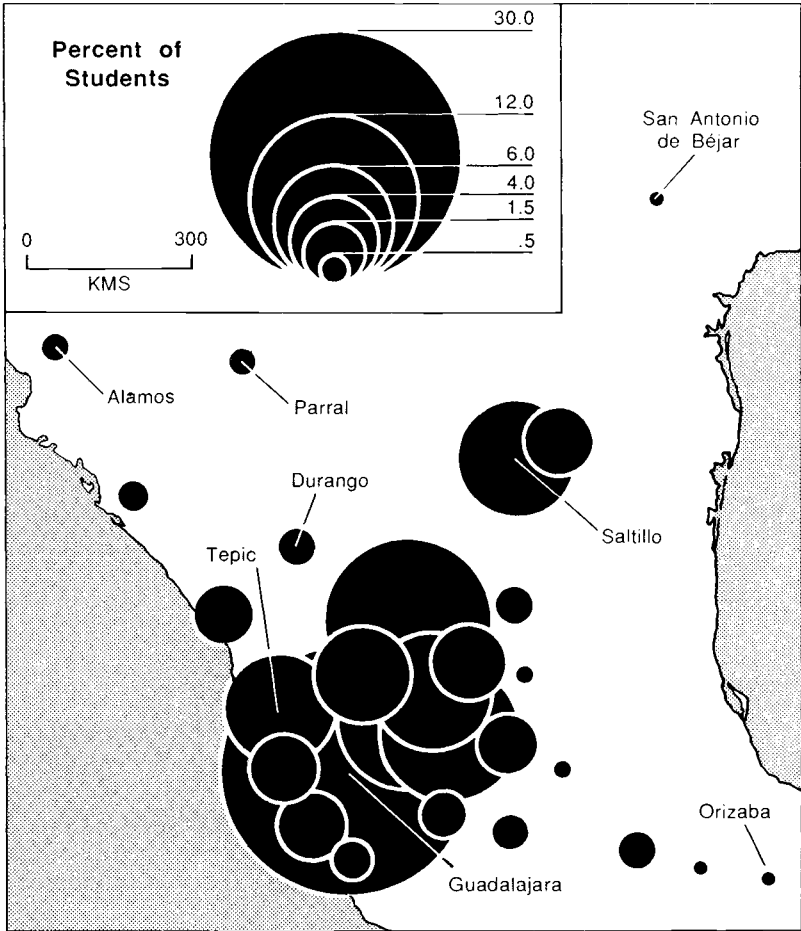 Percent of
Students
30.0
12.0
6.0
4.0
1.5
.5
0 300
KMS
San Antonio
de Béjar
Alamos
Parral
Durango
Saltillo
Tepic
Orizaba
Guadalajara